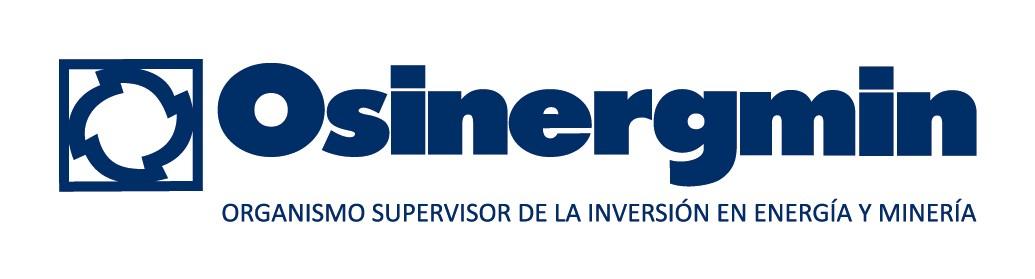 Osinergmin
ORGANISMO SUPERVISOR DE LA INVERSIÓN EN ENERGÍA Y MINERÍA